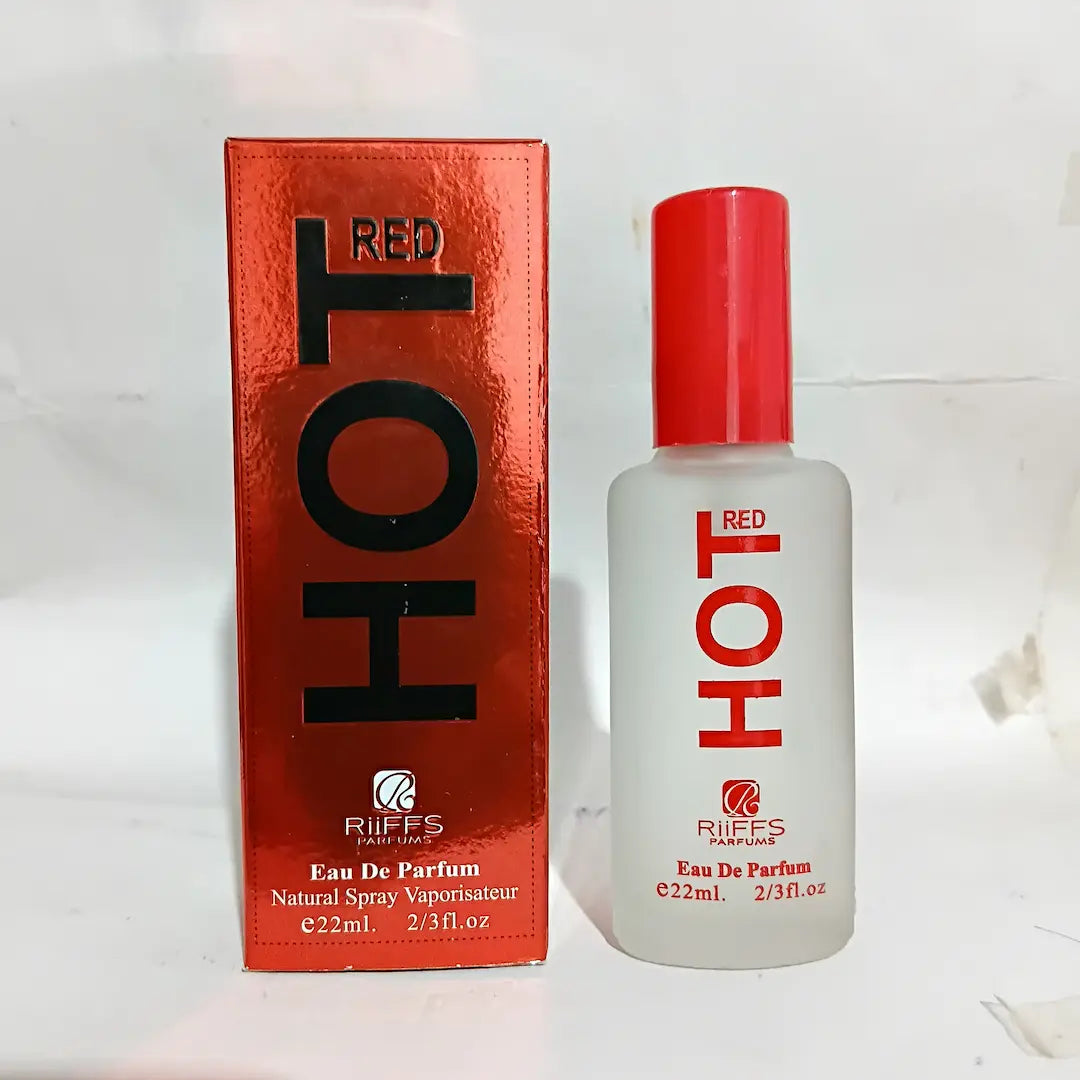 HOT RED
RiiFFS
PARFUMS
Eau De Parfum
Natural Spray Vaporisateur
e22ml. 2/3fl.oz
HOT RED
RiiFFS
PARFUMS
Eau De Parfum
e22ml. 2/3fl.oz